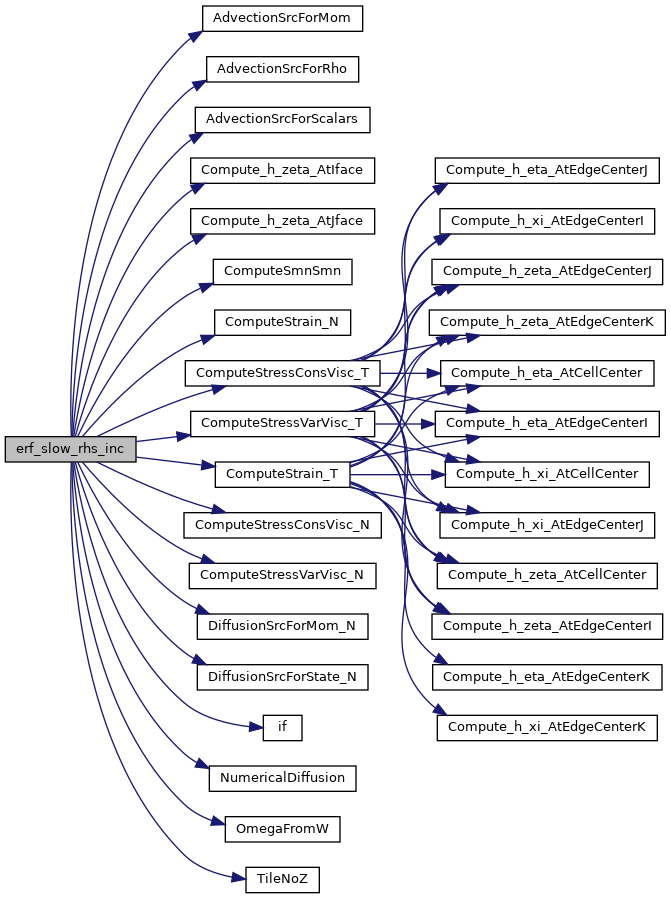 erf_slow_rhs_inc
AdvectionSrcForMom
AdvectionSrcForRho
AdvectionSrcForScalars
Compute_h_zeta_AtIface
Compute_h_zeta_AtJface
ComputeSmnSmn
ComputeStrain_N
ComputeStressConsVisc_T
ComputeStressVarVisc_T
ComputeStrain_T
ComputeStressConsVisc_N
ComputeStressVarVisc_N
DiffusionSrcForMom_N
DiffusionSrcForState_N
if
NumericalDiffusion
OmegaFromW
TileNoZ
Compute_h_eta_AtEdgeCenterJ
Compute_h_xi_AtEdgeCenterI
Compute_h_zeta_AtEdgeCenterJ
Compute_h_zeta_AtEdgeCenterK
Compute_h_eta_AtCellCenter
Compute_h_eta_AtEdgeCenterI
Compute_h_xi_AtCellCenter
Compute_h_xi_AtEdgeCenterJ
Compute_h_zeta_AtCellCenter
Compute_h_zeta_AtEdgeCenterI
Compute_h_eta_AtEdgeCenterK
Compute_h_xi_AtEdgeCenterK